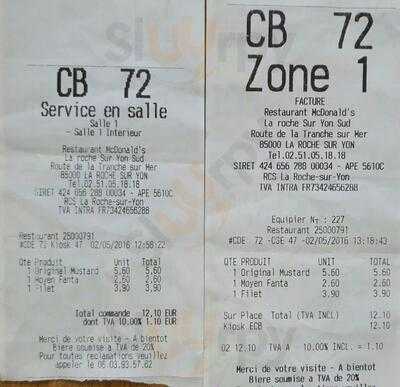 CB 72
Service en salle
Salle 1
- Salle 1 Interieur
Restaurant McDonald's
La roche Sur Yon Sud
Route de la Tranche sur Mer
85000 LA ROCHE SUR YON
Tel.02.51.05.18.18
SIRET 424 656 288 00034 - APE 5610C
RCS La Roche-sur-Yon
TVA INTRA FR73424656288
Restaurant 25000791
#CDE 72 Kiosk 47 02/05/2016 12:58:22
Qte Produit Unit Total
1 Original Mustard 5.60 5.60
1 Moyen Fanta 2.60 2.60
1 Filet 3.90 3.90
Total commande 12.10 EUR
dont TVA 10.00% 1.10 EUR
Merci de votre visite - A bientot
Biere soumise a TVA de 20%
Pour toutes reclamations veuillez
appeler le 06.03.93.57.62
CB 72
Zone 1
FACTURE
Restaurant McDonald's
La roche Sur Yon Sud
Route de la Tranche sur Mer
85000 LA ROCHE SUR YON
Tel.02.51.05.18.18
SIRET 424 656 288 00034 - APE 5610C
RCS La Roche-sur-Yon
TVA INTRA FR73424656288
Equipier N : 227
Restaurant 25000791
#CDE 72 -CSE 47 -02/05/2016 13:18:43
QTE PRODUIT UNIT TOTAL
1 Original Mustard 5.60 5.60
1 Moyen Fanta 2.60 2.60
1 Filet 3.90 3.90
Sur Place Total (TVA INCL) 12.10
Kiosk ECB 12.10
02 12.10 TVA A 10.00% INCL. = 1.10
Merci de votre visite - A bientot
Biere soumise a TVA de 20%